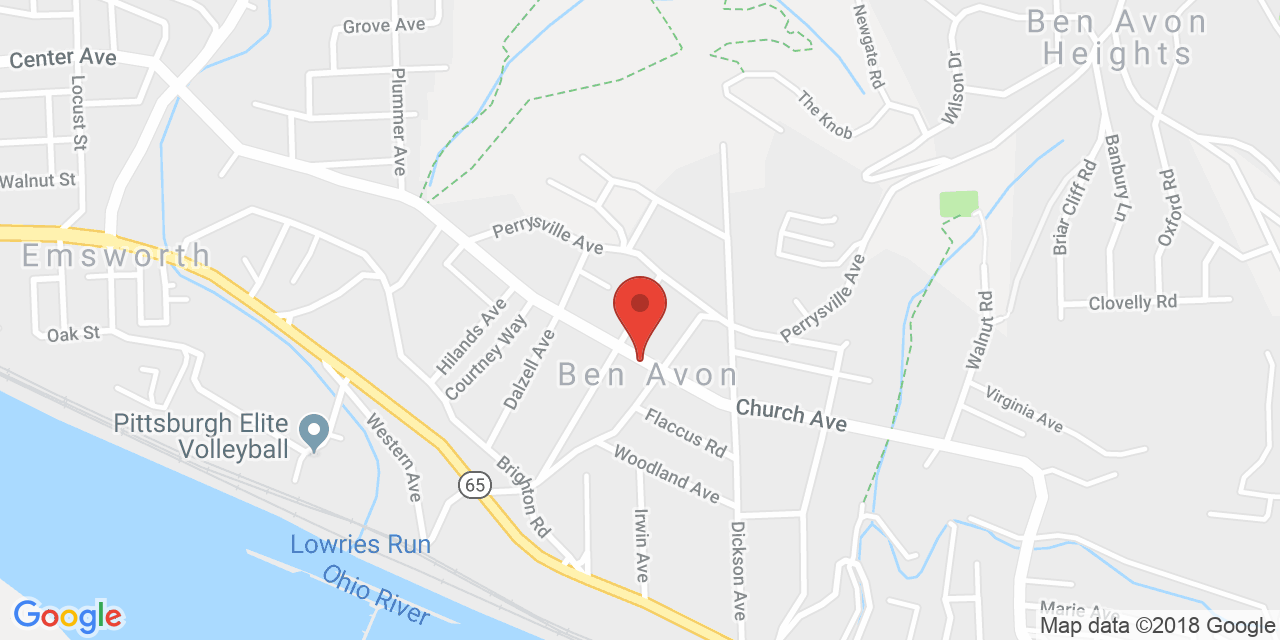 Grove Ave
Center Ave
Locust St
Plummer Ave
Walnut St
Newgate Rd
Wilson Dr
The Knob
Ben Avon
Heights
Banbury Ln
Briar Cliff Rd
Oxford Rd
Perrysville Ave
Emsworth
Clovelly Rd
Perrysville Ave
Walnut Rd
Oak St
Hilands Ave
Courtney Way
Dalzell Ave
Ben Avon
Church Ave
Virginia Ave
Flaccus Rd
Woodland Ave
Pittsburgh Elite
Volleyball
Western Ave
65
Brighton Rd
Irwin Ave
Dickson Ave
Lowries Run
Ohio River
Marie Ave
Google
Map data ©2018 Google